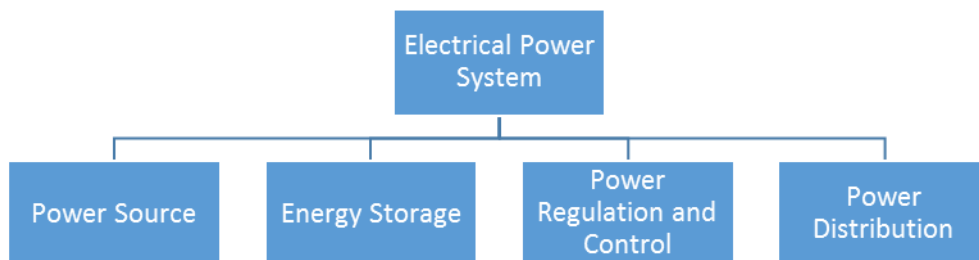 Electrical Power
System
Power Source
Energy Storage
Power
Regulation and
Control
Power
Distribution